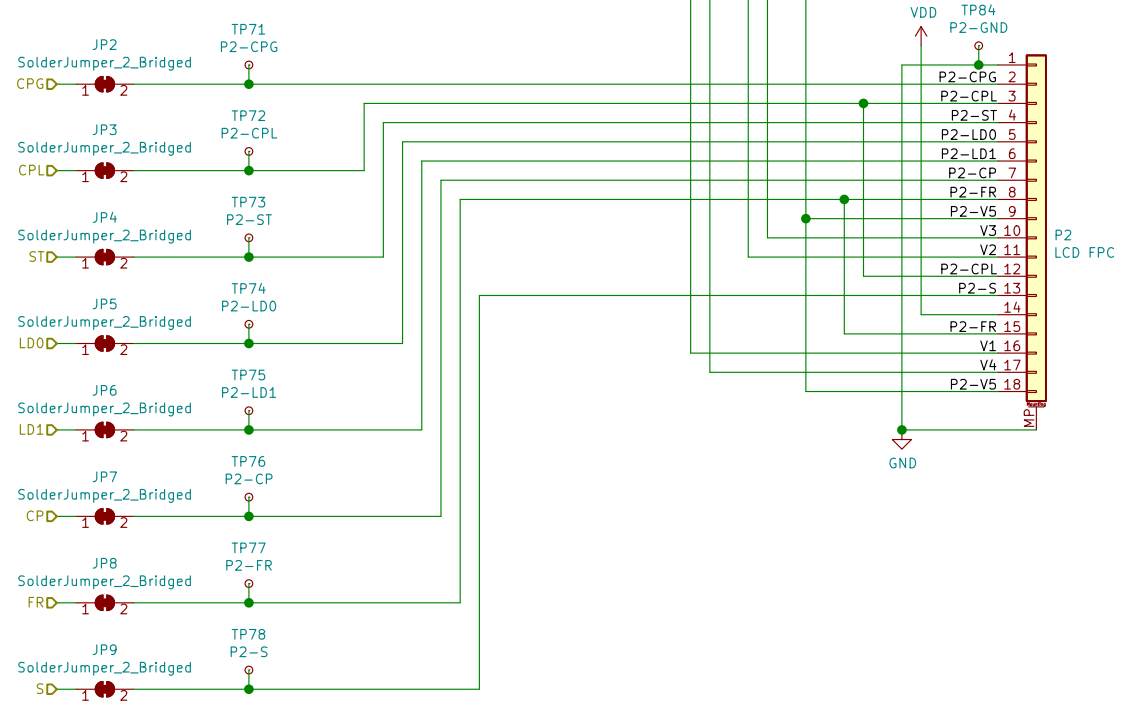 JP2
SolderJumper_2_Bridged
CPG
1
2
TP71
P2-CPG
JP3
SolderJumper_2_Bridged
CPL
1
2
TP72
P2-CPL
JP4
SolderJumper_2_Bridged
ST
1
2
TP73
P2-ST
JP5
SolderJumper_2_Bridged
LD0
1
2
TP74
P2-LD0
JP6
SolderJumper_2_Bridged
LD1
1
2
TP75
P2-LD1
JP7
SolderJumper_2_Bridged
CP
1
2
TP76
P2-CP
JP8
SolderJumper_2_Bridged
FR
1
2
TP77
P2-FR
JP9
SolderJumper_2_Bridged
S
1
2
TP78
P2-S
VDD
TP84
P2-GND
1
P2-CPG 2
P2-CPL 3
P2-ST 4
P2-LD0 5
P2-LD1 6
P2-CP 7
P2-FR 8
P2-V5 9
V3 10
V2 11
P2-CPL 12
P2-S 13
14
P2-FR 15
V1 16
V4 17
P2-V5 18
MP
GND
P2
LCD FPC